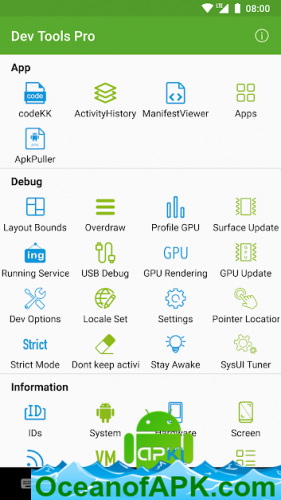 LTE 08:00
Dev Tools Pro
App
code
codeKK ActivityHistory ManifestViewer Apps
ApkPuller
Debug
Layout Bounds Overdraw Profile GPU Surface Update
ing GPU
Running Service USB Debug GPU Rendering GPU Update
Dev Options Locale Set Settings Pointer Location
Strict
Strict Mode Dont keep activi Stay Awake SysUI Tuner
Information
[ID]
IDs System Hardware Screen
VM
APK
OceanofAPK.com